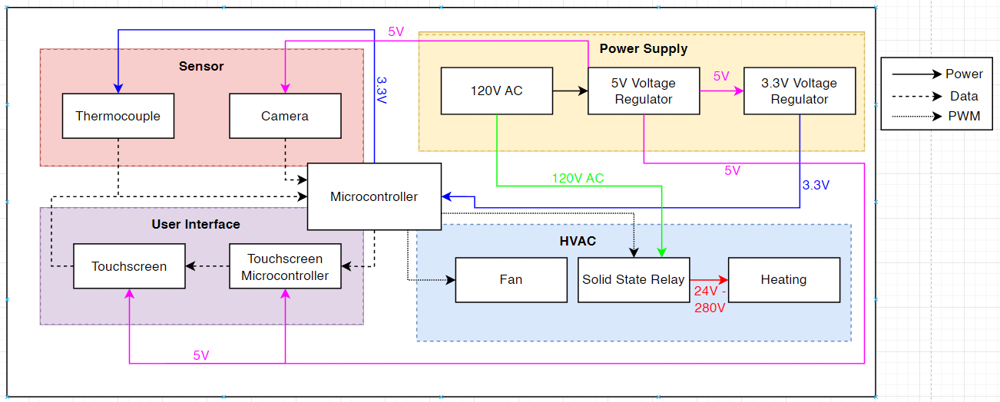 5V
Power Supply
Sensor
120V AC
5V Voltage
Regulator
5V
3.3V Voltage
Regulator
Power
Data
PWM
3.3V
Thermocouple
Camera
5V
120V AC
3.3V
Microcontroller
User Interface
HVAC
Touchscreen
Touchscreen
Microcontroller
Fan
Solid State Relay
24V -
280V
Heating
5V